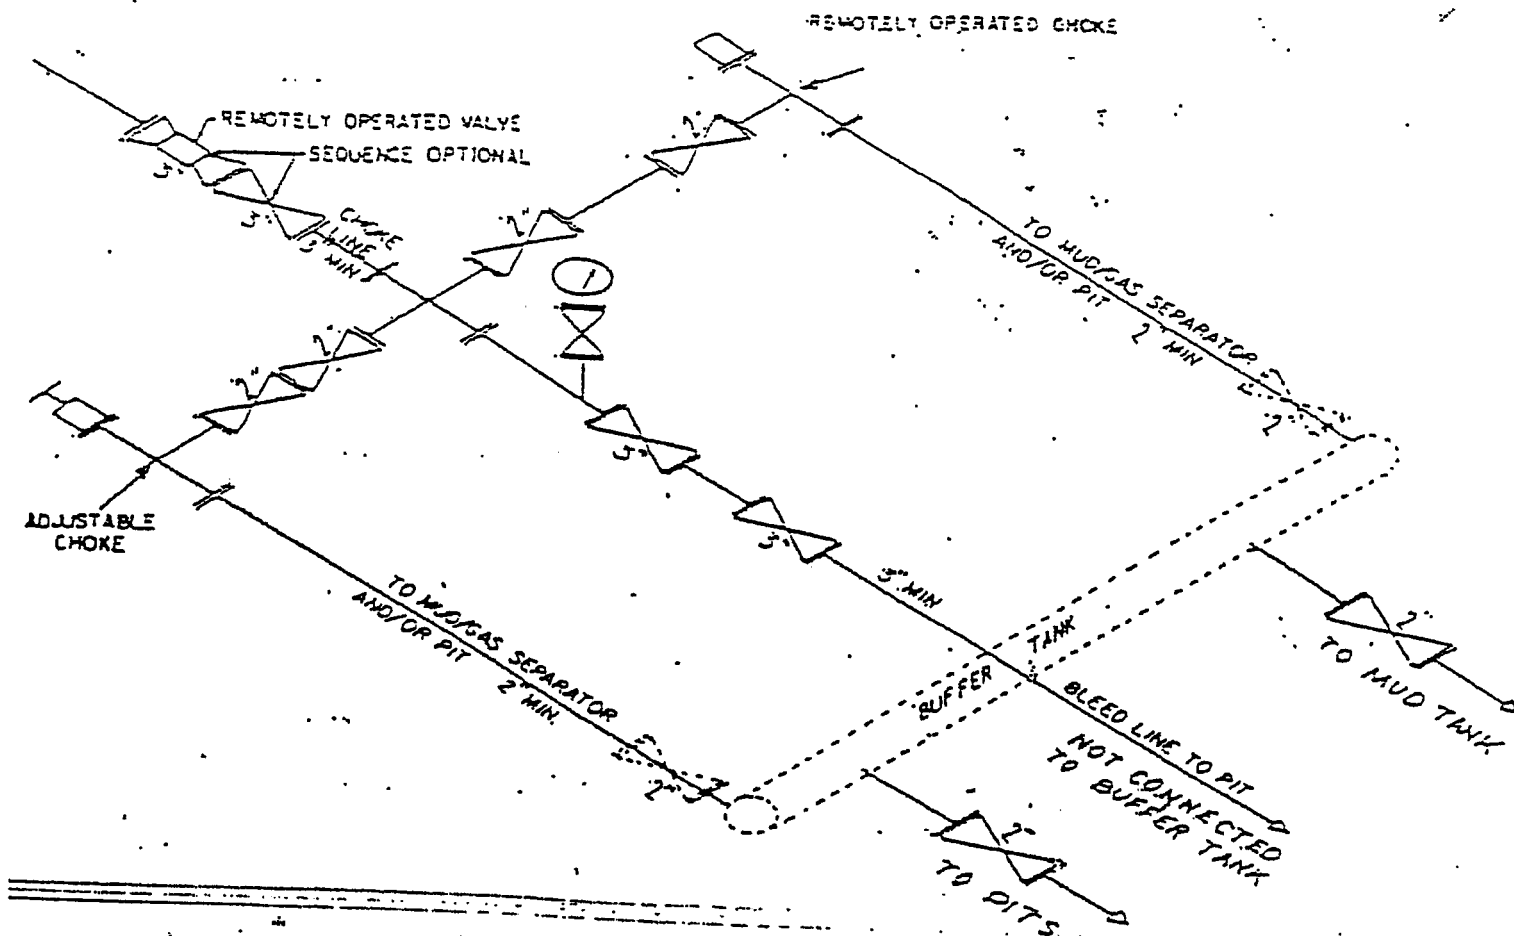 REMOTELY OPERATED CHOKE
REMOTELY OPERATED VALVE
SEQUENCE OPTIONAL
3"
3"
CHOKE
LINE
3 MIN
2"
2"
2"
2"
ADJUSTABLE
CHOKE
TO MUD/GAS SEPARATOR
AND/OR PIT
2" MIN
2"
3"
3"
3" MIN
BUFFER TANK
TO MUD/GAS SEPARATOR
AND/OR PIT
2" MIN.
2"
BLEED LINE TO PIT
NOT CONNECTED
TO BUFFER TANK
2"
TO MUD TANK
2"
TO PITS